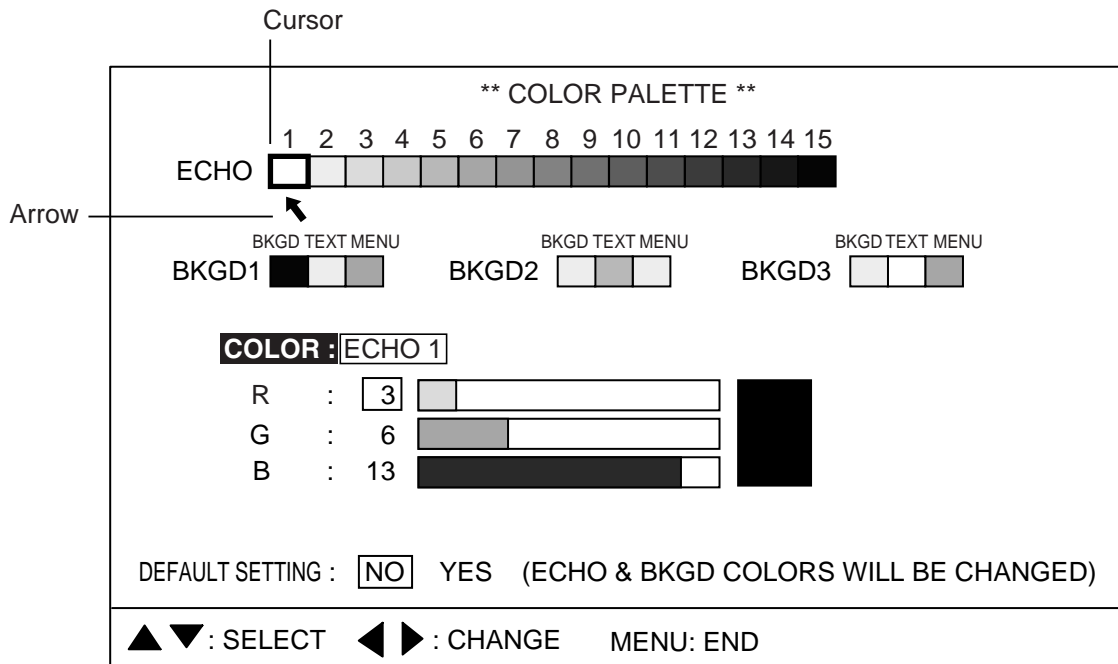 Cursor
** COLOR PALETTE **
1 2 3 4 5 6 7 8 9 10 11 12 13 14 15
ECHO
Arrow
BKGD TEXT MENU BKGD TEXT MENU BKGD TEXT MENU
BKGD1 BKGD2 BKGD3
COLOR : ECHO 1
R : 3
G : 6
B : 13
DEFAULT SETTING : NO YES (ECHO & BKGD COLORS WILL BE CHANGED)
▲ ▼ : SELECT ◀ ▶ : CHANGE MENU: END